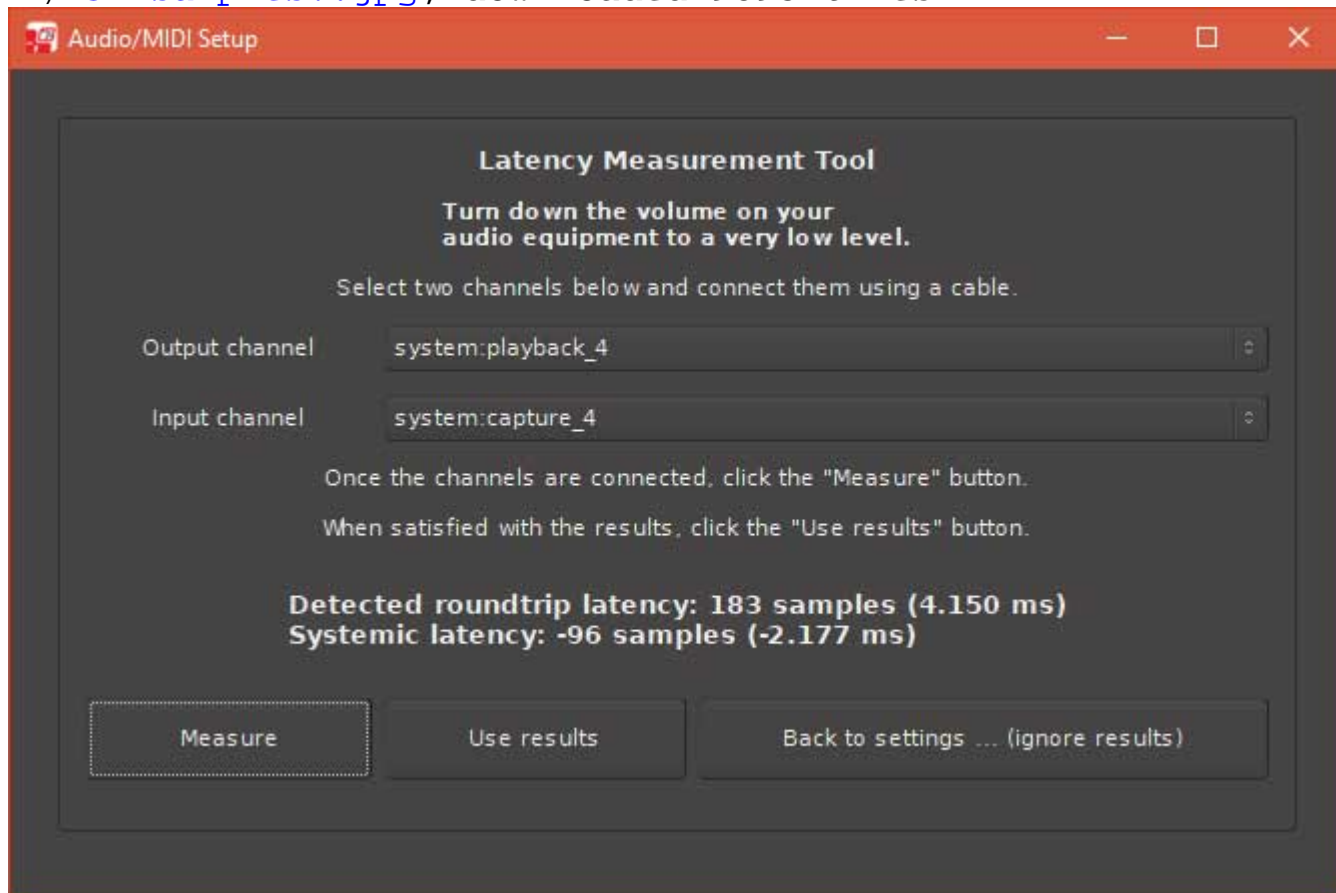 Audio/MIDI Setup
Latency Measurement Tool
Turn down the volume on your
audio equipment to a very low level.
Select two channels below and connect them using a cable.
Output channel system:playback_4
Input channel system:capture_4
Once the channels are connected, click the "Measure" button.
When satisfied with the results, click the "Use results" button.
Detected roundtrip latency: 183 samples (4.150 ms)
Systemic latency: -96 samples (-2.177 ms)
Measure Use results Back to settings ... (ignore results)